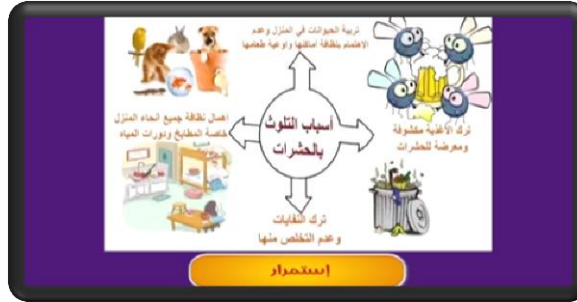 تربية الحيوانات في المنزل وعدم
الاهتمام بنظافة أماكنها وأوعية طعامها
أسباب التلوث
بالحشرات
ترك الأغذية مكشوفة
ومعرضة للحشرات
إهمال نظافة جميع أنحاء المنزل
خاصة المطابخ ودورات المياه
ترك النفايات
وعدم التخلص منها
إستمرار